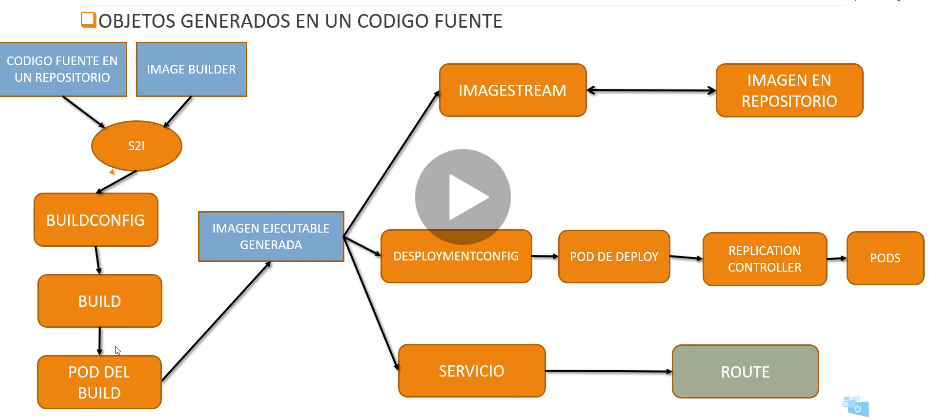 OBJETOS GENERADOS EN UN CODIGO FUENTE
CODIGO FUENTE EN
UN REPOSITORIO
IMAGE BUILDER
S2I
BUILDCONFIG
BUILD
POD DEL
BUILD
IMAGEN EJECUTABLE
GENERADA
IMAGESTREAM
IMAGEN EN
REPOSITORIO
DESPLOYMENTCONFIG
POD DE DEPLOY
REPLICATION
CONTROLLER
PODS
SERVICIO
ROUTE